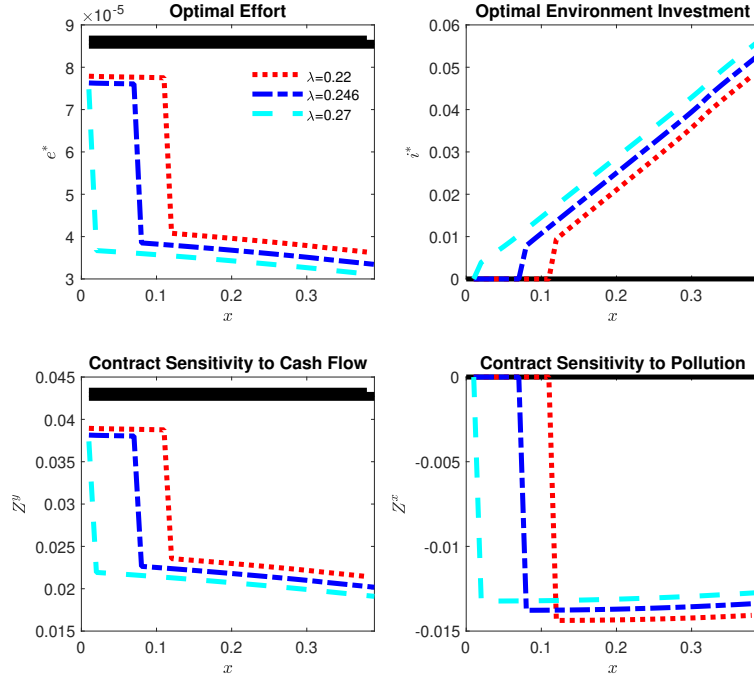 Optimal Effort
9 ×10⁻⁵
8
7
6
5
4
3
e*
0 0.1 0.2 0.3
x
λ=0.22
λ=0.246
λ=0.27
Optimal Environment Investment
0.06
0.05
0.04
0.03
0.02
0.01
0
i*
0 0.1 0.2 0.3
x
Contract Sensitivity to Cash Flow
0.045
0.04
0.035
0.03
0.025
0.02
0.015
Zʸ
0 0.1 0.2 0.3
x
Contract Sensitivity to Pollution
0
-0.005
-0.01
-0.015
Zˣ
0 0.1 0.2 0.3
x